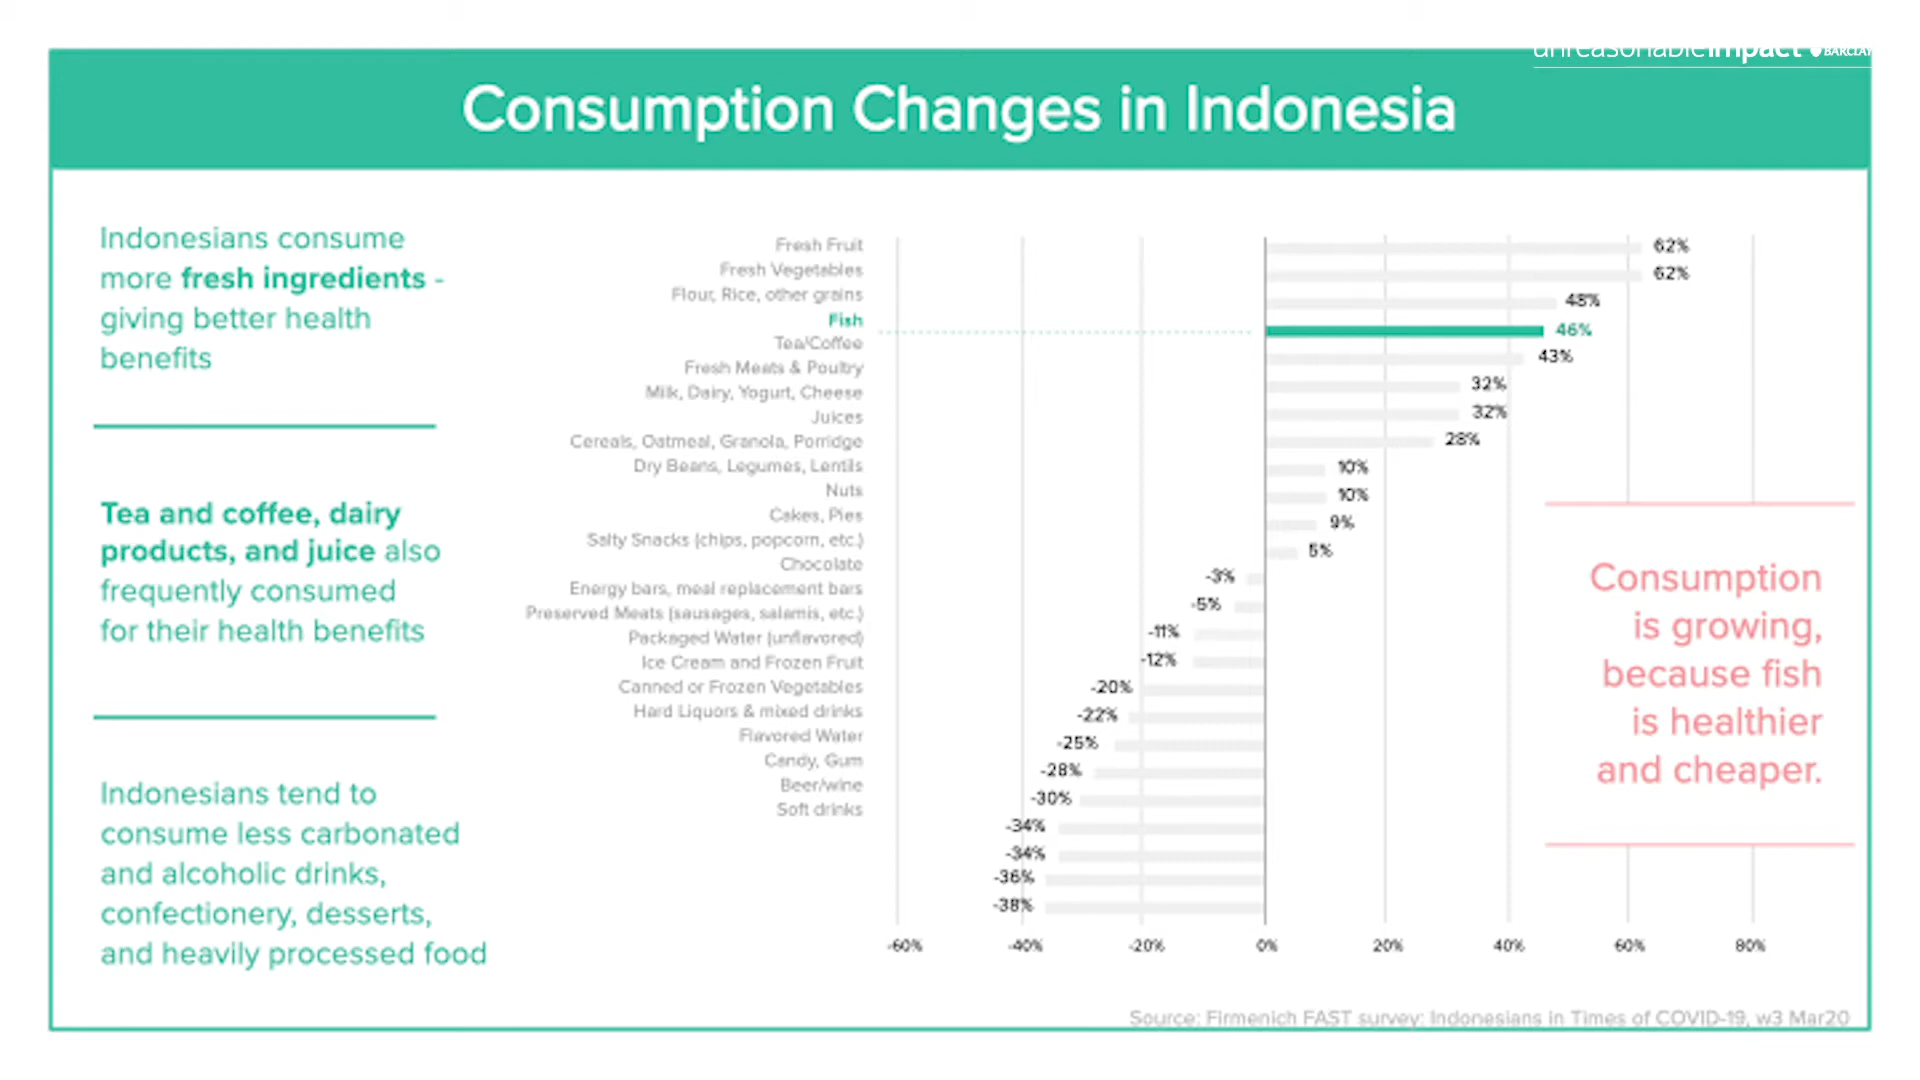 unreasonableimpact BARCLAY
Consumption Changes in Indonesia
Indonesians consume
more fresh ingredients -
giving better health
benefits
Tea and coffee, dairy
products, and juice also
frequently consumed
for their health benefits
Indonesians tend to
consume less carbonated
and alcoholic drinks,
confectionery, desserts,
and heavily processed food
Fresh Fruit
Fresh Vegetables
Flour, Rice, other grains
Fish
Tea/Coffee
Fresh Meats & Poultry
Milk, Dairy, Yogurt, Cheese
Juices
Cereals, Oatmeal, Granola, Porridge
Dry Beans, Legumes, Lentils
Nuts
Cakes, Pies
Salty Snacks (chips, popcorn, etc.)
Chocolate
Energy bars, meal replacement bars
Preserved Meats (sausages, salamis, etc.)
Packaged Water (unflavored)
Ice Cream and Frozen Fruit
Canned or Frozen Vegetables
Hard Liquors & mixed drinks
Flavored Water
Candy, Gum
Beer/wine
Soft drinks
62%
62%
48%
46%
43%
32%
32%
28%
10%
10%
9%
5%
-3%
-5%
-11%
-12%
-20%
-22%
-25%
-28%
-30%
-34%
-34%
-36%
-38%
-60% -40% -20% 0% 20% 40% 60% 80%
Consumption
is growing,
because fish
is healthier
and cheaper.
Source: Firmenich FAST survey: Indonesians in Times of COVID-19, w3 Mar20